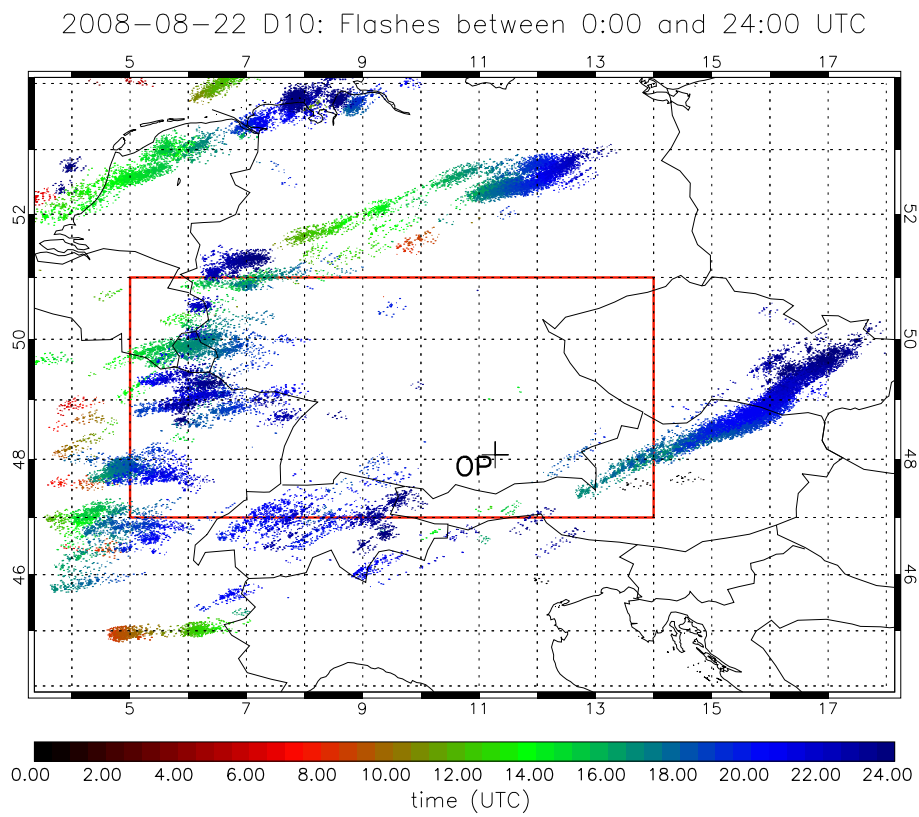 2008-08-22 D10: Flashes between 0:00 and 24:00 UTC
5 7 9 11 13 15 17
52 52
50 50
48 OP 48
46 46
5 7 9 11 13 15 17
0.00 2.00 4.00 6.00 8.00 10.00 12.00 14.00 16.00 18.00 20.00 22.00 24.00
time (UTC)